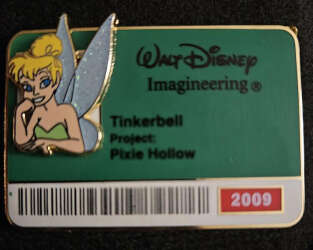 Walt Disney
Imagineering ®
Tinkerbell
Project:
Pixie Hollow
2009